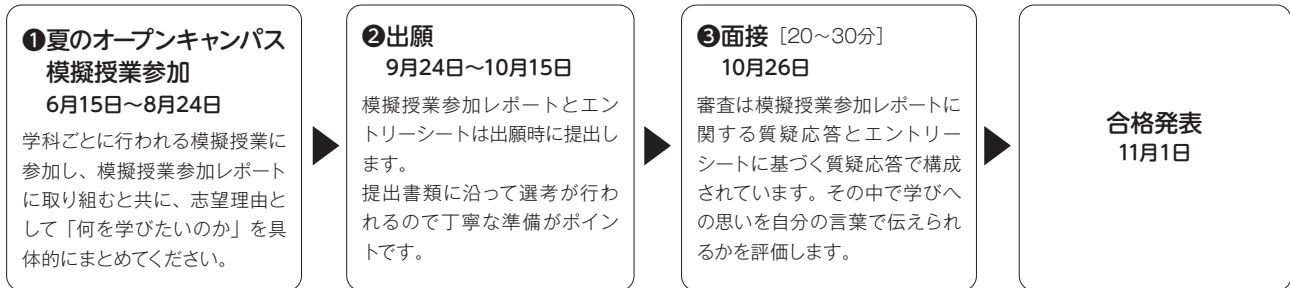 ❶夏のオープンキャンパス
模擬授業参加
6月15日～8月24日
学科ごとに行われる模擬授業に
参加し、模擬授業参加レポート
に取り組むと共に、志望理由と
して「何を学びたいのか」を具
体的にまとめてください。
❷出願
9月24日～10月15日
模擬授業参加レポートとエン
トリーシートは出願時に提出し
ます。
提出書類に沿って選考が行わ
れるので丁寧な準備がポイン
トです。
❸面接［20～30分］
10月26日
審査は模擬授業参加レポートに
関する質疑応答とエントリー
シートに基づく質疑応答で構成
されています。その中で学びへ
の思いを自分の言葉で伝えられ
るかを評価します。
合格発表
11月1日